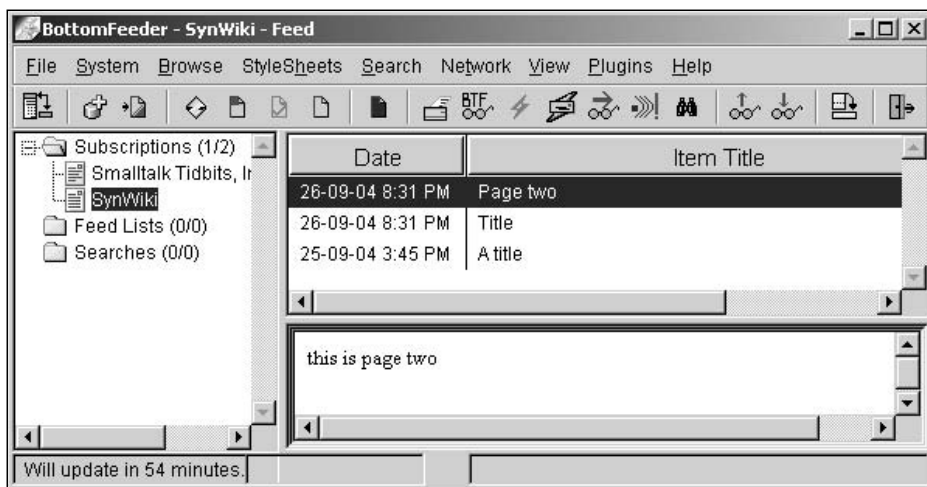 BottomFeeder - SynWiki - Feed
File System Browse StyleSheets Search Network View Plugins Help
BTF
Subscriptions (1/2)
Smalltalk Tidbits, Ir
SynWiki
Feed Lists (0/0)
Searches (0/0)
Date Item Title
26-09-04 8:31 PM Page two
26-09-04 8:31 PM Title
25-09-04 3:45 PM A title
this is page two
Will update in 54 minutes.